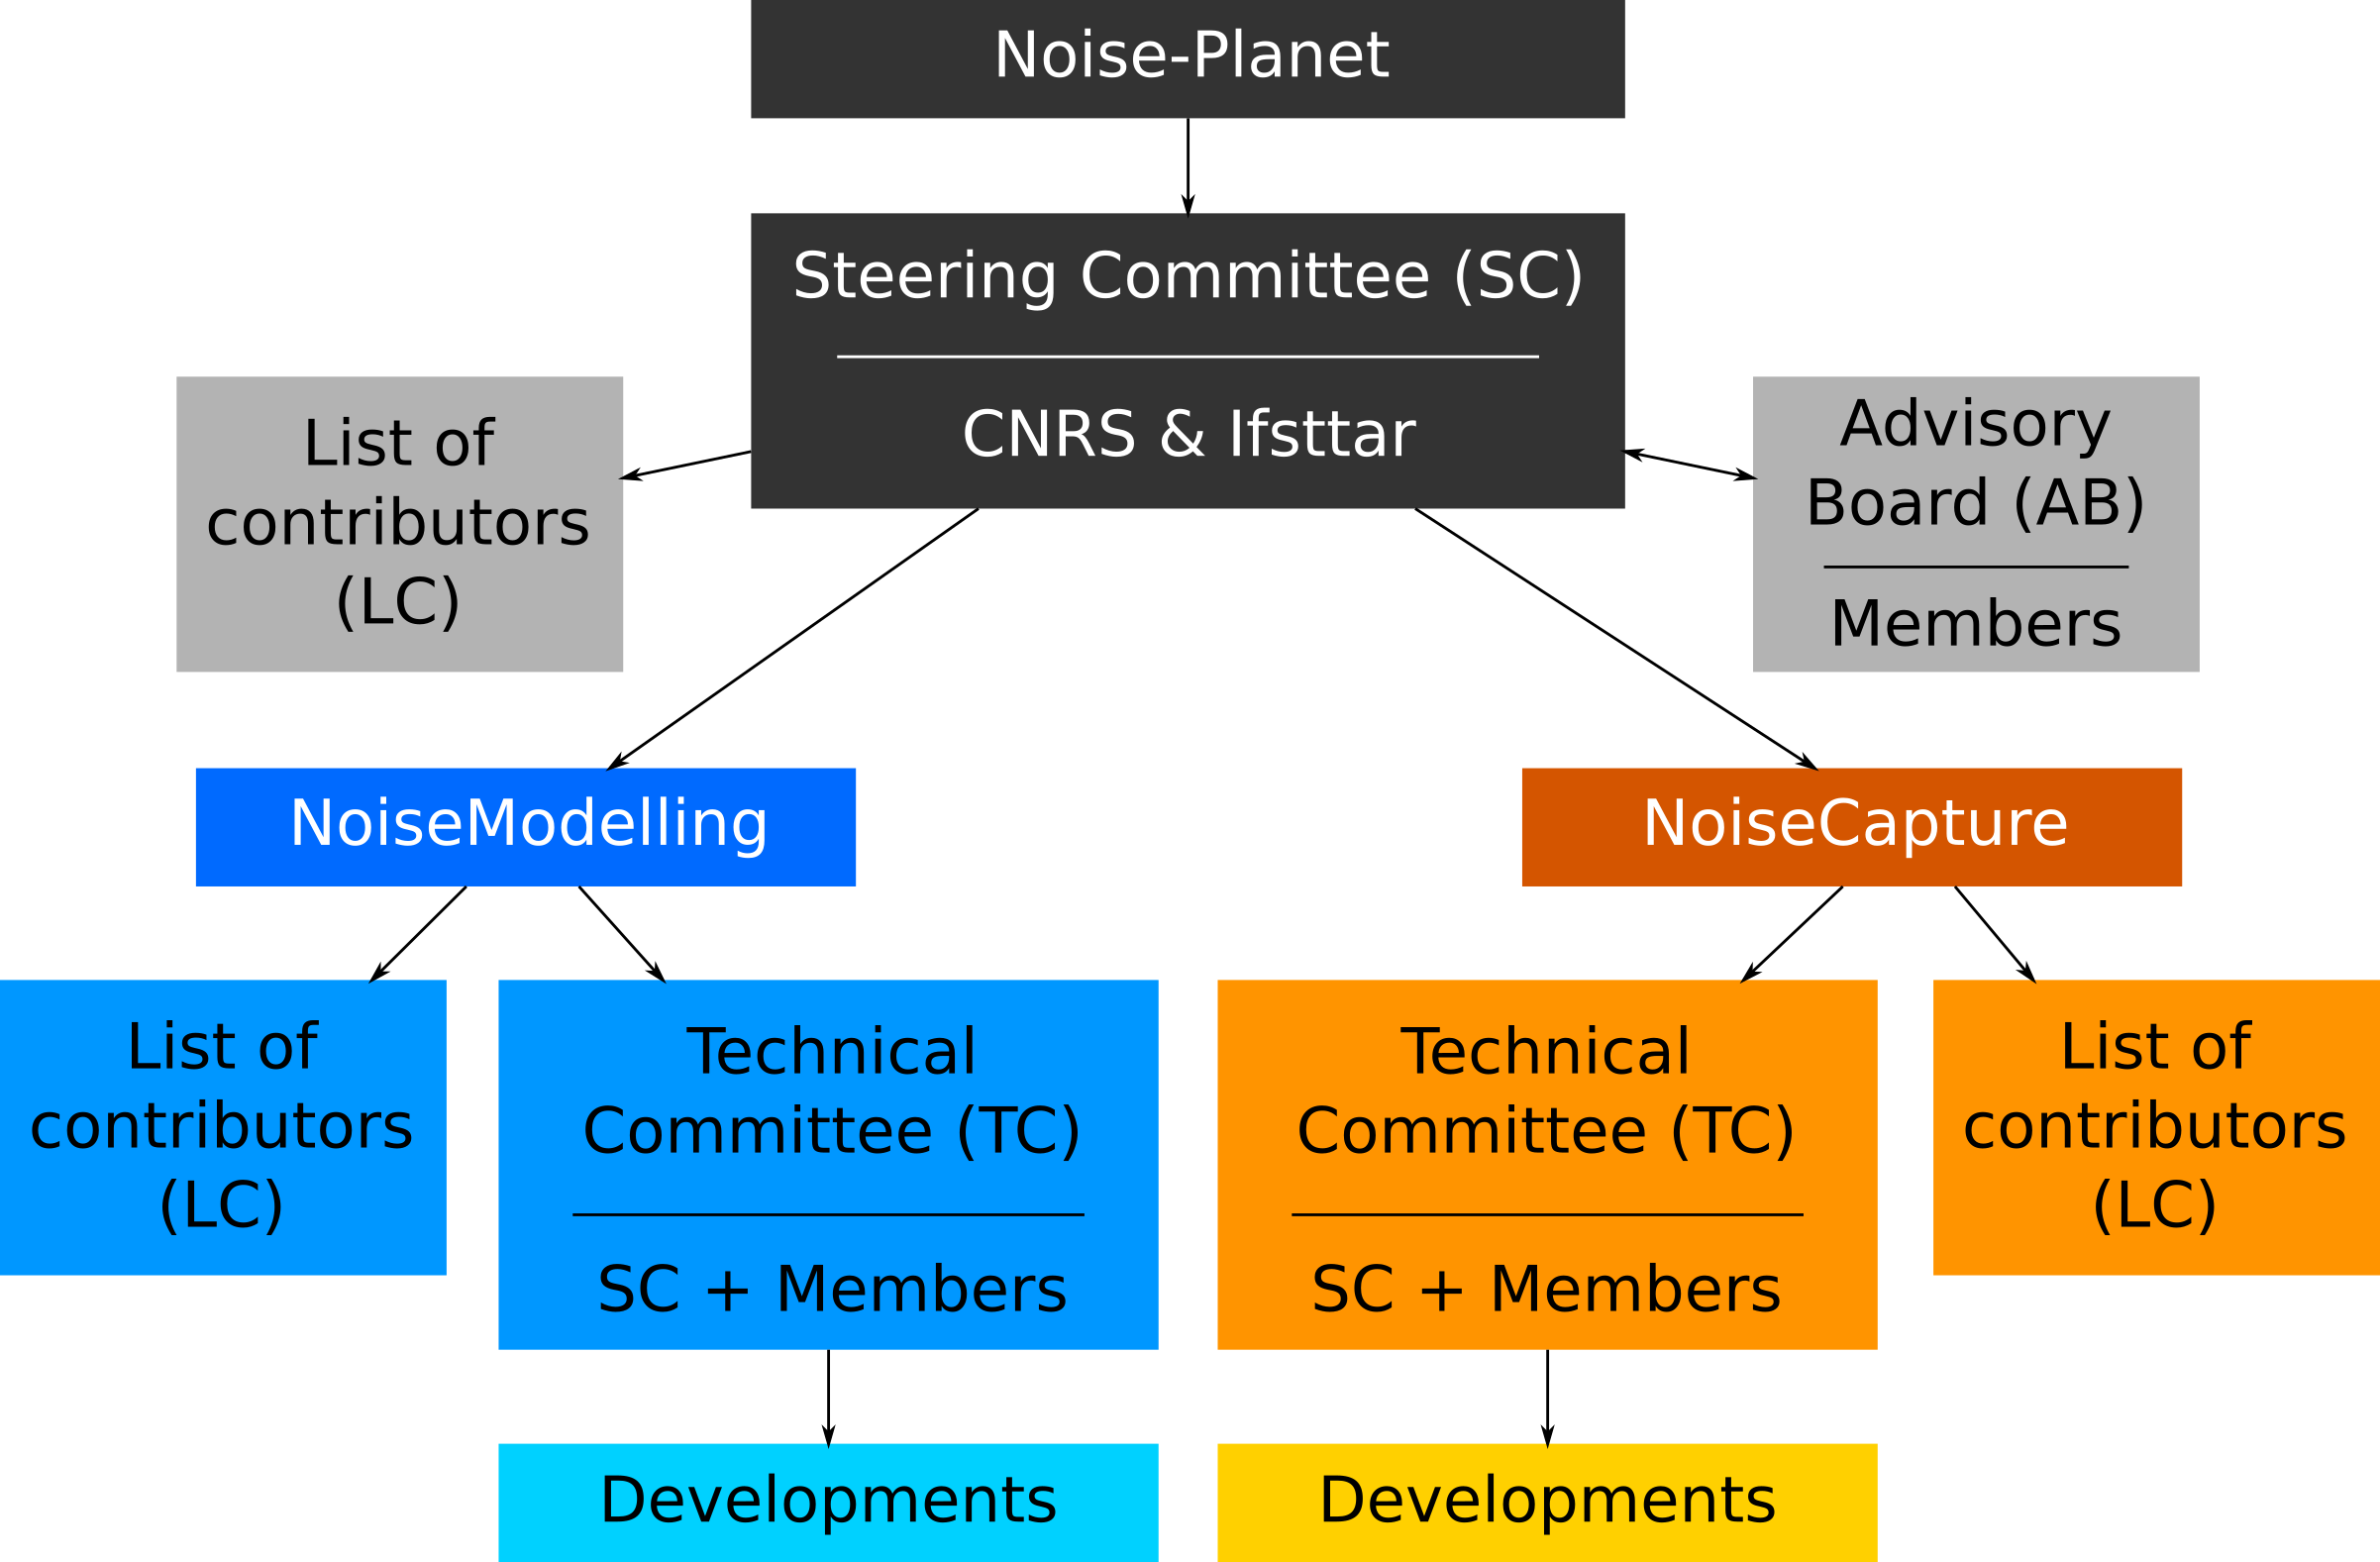 Noise-Planet
Steering Committee (SC)
CNRS & Ifsttar
List of
contributors
(LC)
Advisory
Board (AB)
Members
NoiseModelling
NoiseCapture
List of
contributors
(LC)
Technical
Committee (TC)
SC + Members
Technical
Committee (TC)
SC + Members
List of
contributors
(LC)
Developments
Developments